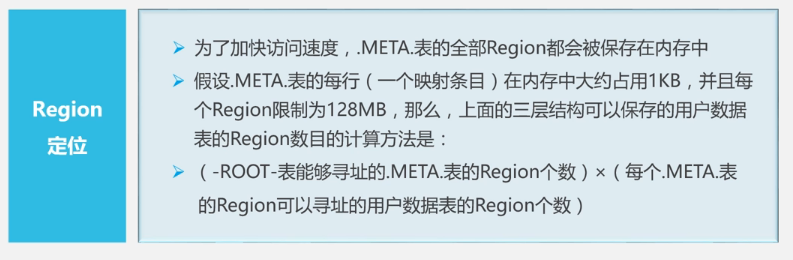 Region
定位
为了加快访问速度，.META.表的全部Region都会被保存在内存中
假设.META.表的每行（一个映射条目）在内存中大约占用1KB，并且每
个Region限制为128MB，那么，上面的三层结构可以保存的用户数据
表的Region数目的计算方法是：
（-ROOT-表能够寻址的.META.表的Region个数）×（每个.META.表
的Region可以寻址的用户数据表的Region个数）